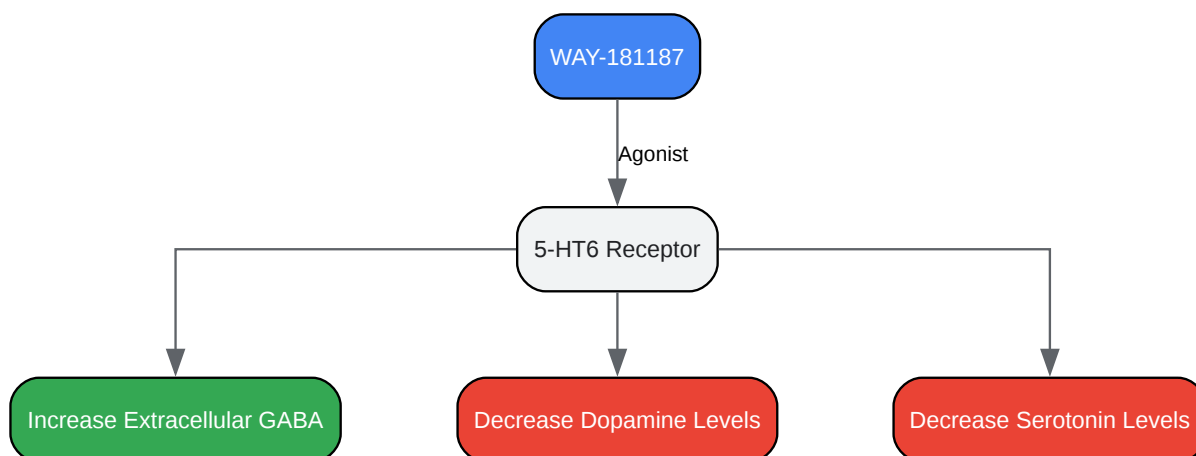 WAY-181187
Agonist
5-HT6 Receptor
Increase Extracellular GABA
Decrease Dopamine Levels
Decrease Serotonin Levels